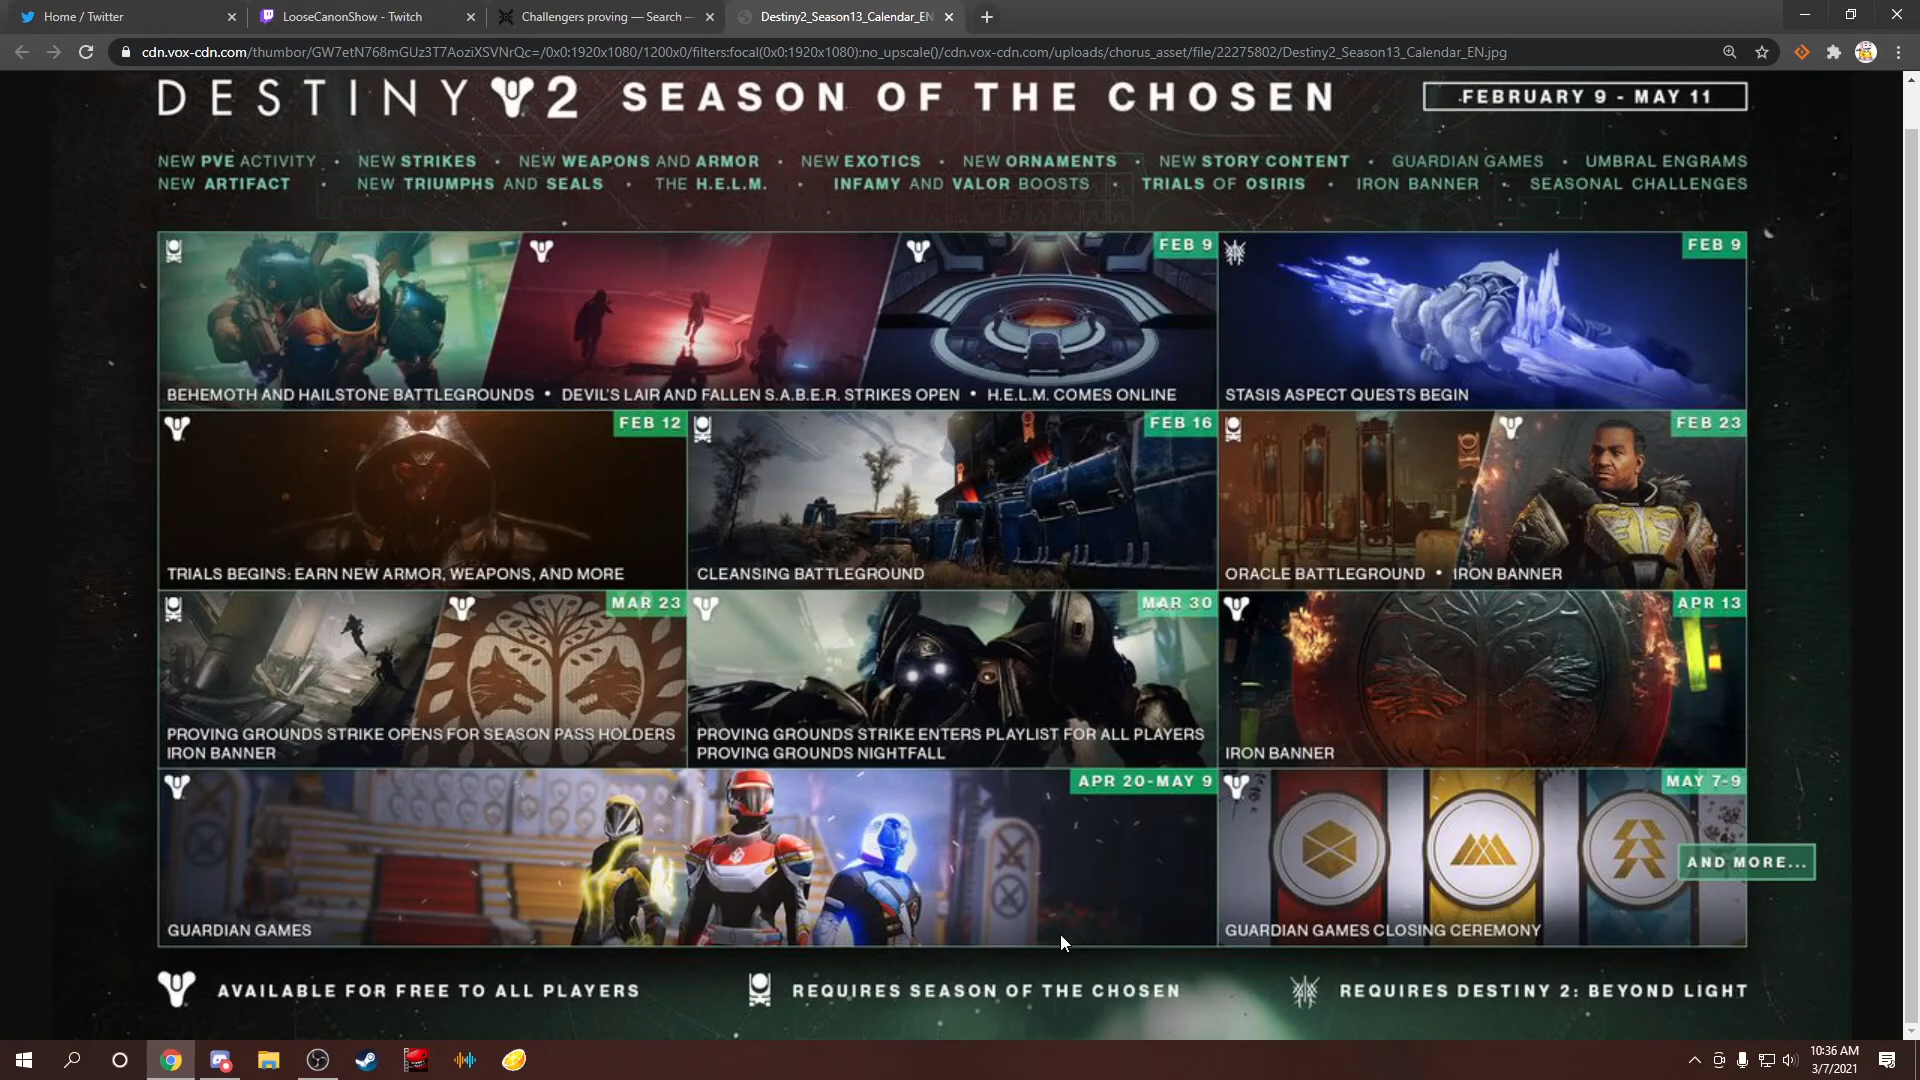 Home / Twitter
LooseCanonShow - Twitch
Challengers proving — Search —
Destiny2_Season13_Calendar_EN
cdn.vox-cdn.com/thumbor/GW7etN768mGUz3T7AoziXSVNrQc=/0x0:1920x1080/1200x0/filters:focal(0x0:1920x1080):no_upscale()/cdn.vox-cdn.com/uploads/chorus_asset/file/22275802/Destiny2_Season13_Calendar_EN.jpg
DESTINY 2 SEASON OF THE CHOSEN
FEBRUARY 9 - MAY 11
NEW PVE ACTIVITY • NEW STRIKES • NEW WEAPONS AND ARMOR • NEW EXOTICS • NEW ORNAMENTS • NEW STORY CONTENT • GUARDIAN GAMES • UMBRAL ENGRAMS
NEW ARTIFACT • NEW TRIUMPHS AND SEALS • THE H.E.L.M. • INFAMY AND VALOR BOOSTS • TRIALS OF OSIRIS • IRON BANNER • SEASONAL CHALLENGES
FEB 9
BEHEMOTH AND HAILSTONE BATTLEGROUNDS • DEVIL'S LAIR AND FALLEN S.A.B.E.R. STRIKES OPEN • H.E.L.M. COMES ONLINE
FEB 9
STASIS ASPECT QUESTS BEGIN
FEB 12
TRIALS BEGINS: EARN NEW ARMOR, WEAPONS, AND MORE
FEB 16
CLEANSING BATTLEGROUND
FEB 23
ORACLE BATTLEGROUND • IRON BANNER
MAR 23
PROVING GROUNDS STRIKE OPENS FOR SEASON PASS HOLDERS
IRON BANNER
MAR 30
PROVING GROUNDS STRIKE ENTERS PLAYLIST FOR ALL PLAYERS
PROVING GROUNDS NIGHTFALL
APR 13
IRON BANNER
APR 20-MAY 9
GUARDIAN GAMES
MAY 7-9
AND MORE...
GUARDIAN GAMES CLOSING CEREMONY
AVAILABLE FOR FREE TO ALL PLAYERS
REQUIRES SEASON OF THE CHOSEN
REQUIRES DESTINY 2: BEYOND LIGHT
10:36 AM
3/7/2021